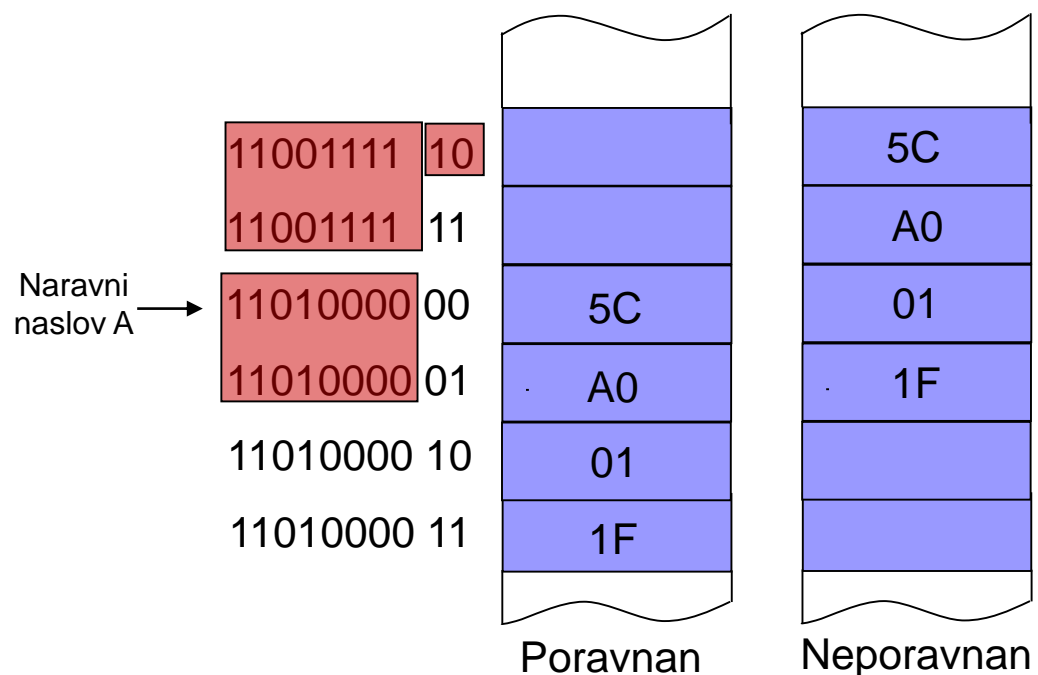 11001111 10 5C
11001111 11 A0
Naravni
naslov A
11010000 00 5C 01
11010000 01 A0 1F
11010000 10 01
11010000 11 1F
Poravnan Neporavnan